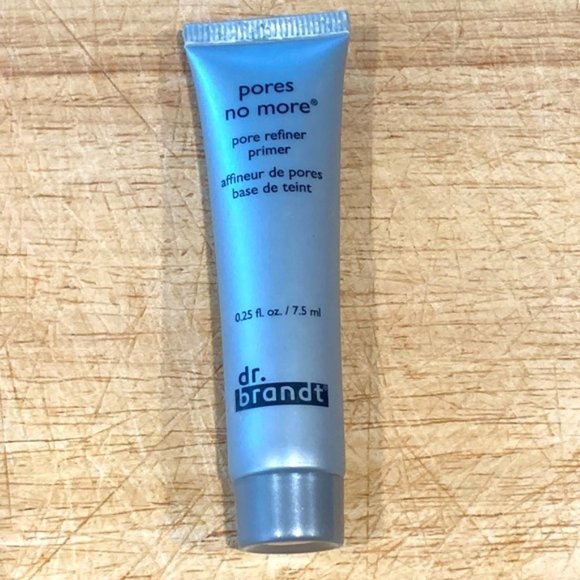 pores
no more®
pore refiner
primer
affineur de pores
base de teint
0.25 fl. oz. / 7.5 ml
dr.
brandt®